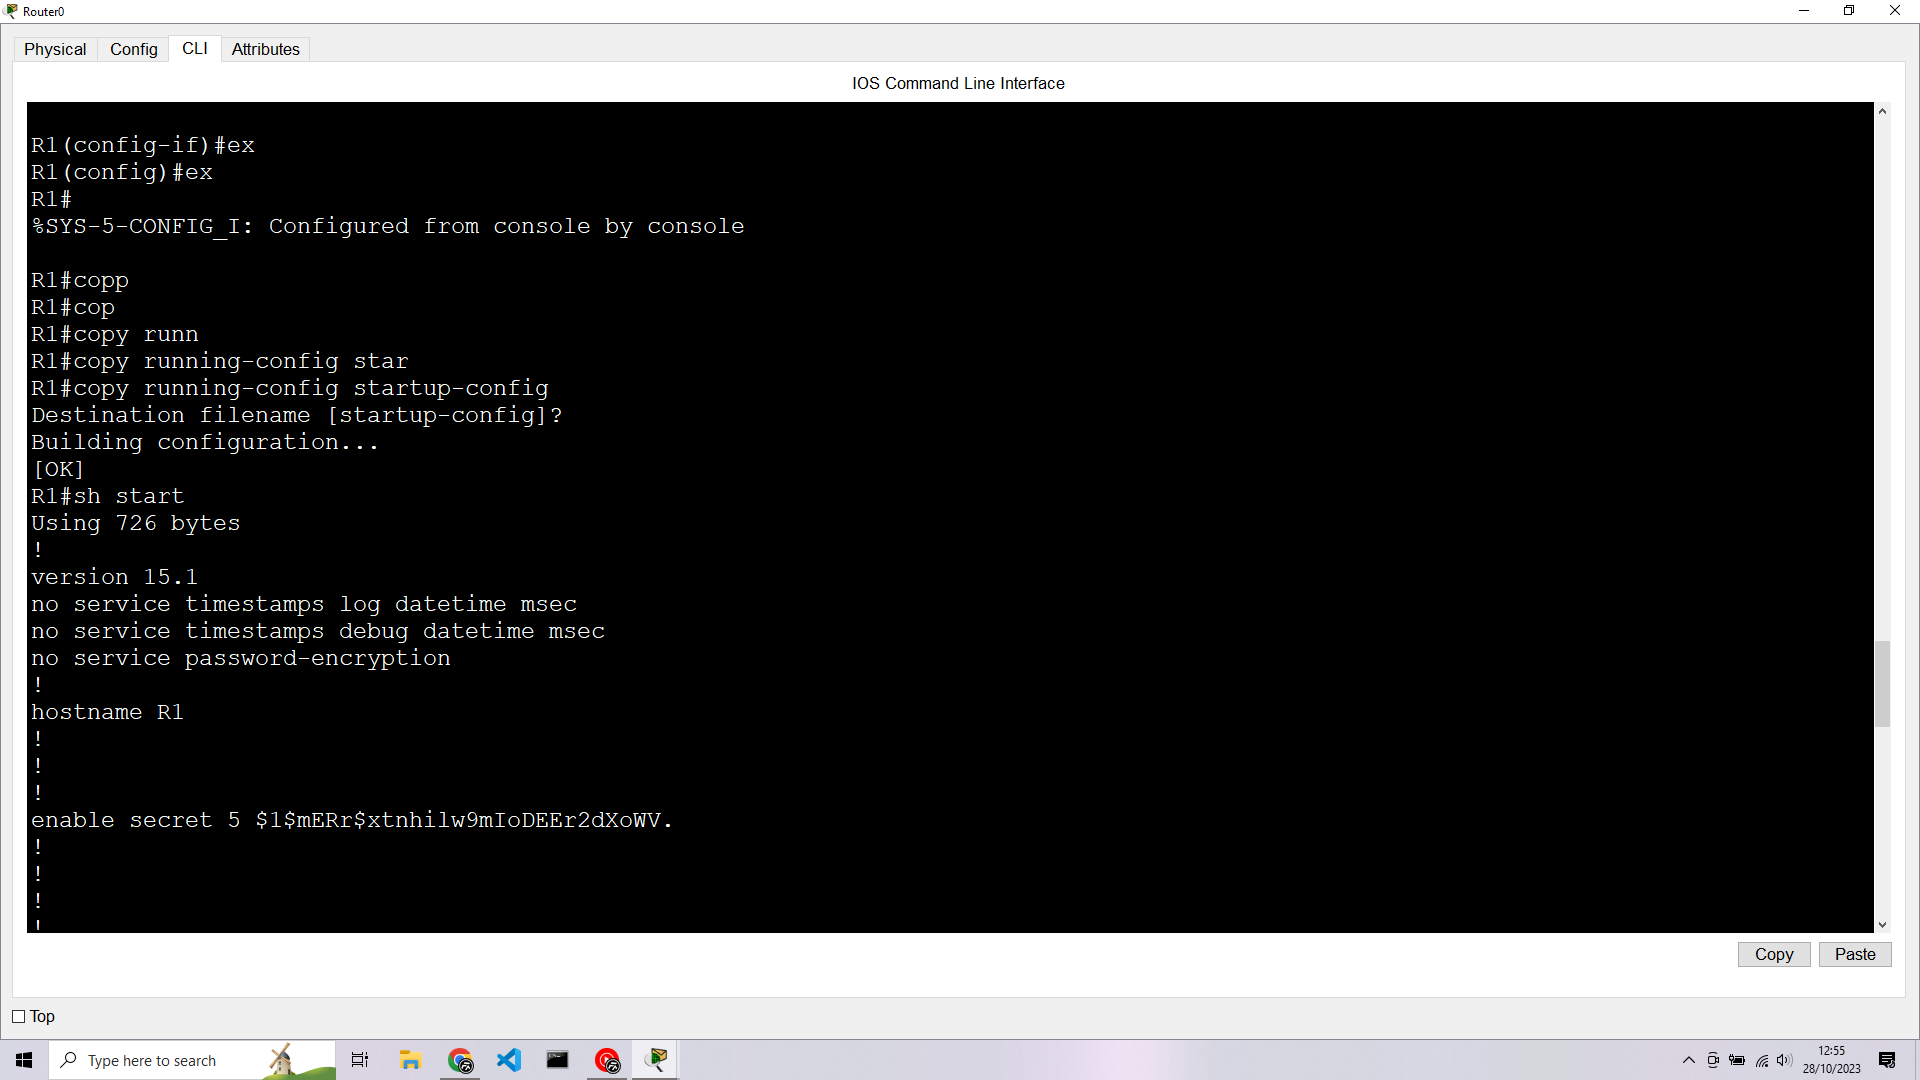 Router0
Physical Config CLI Attributes
IOS Command Line Interface
R1(config-if)#ex
R1(config)#ex
R1#
%SYS-5-CONFIG_I: Configured from console by console
R1#copp
R1#cop
R1#copy runn
R1#copy running-config star
R1#copy running-config startup-config
Destination filename [startup-config]?
Building configuration...
[OK]
R1#sh start
Using 726 bytes
!
version 15.1
no service timestamps log datetime msec
no service timestamps debug datetime msec
no service password-encryption
!
hostname R1
!
!
!
enable secret 5 $1$mERr$xtnhilw9mIoDEEr2dXoWV.
!
!
!
!
Copy Paste
Top
Type here to search
12:55
28/10/2023